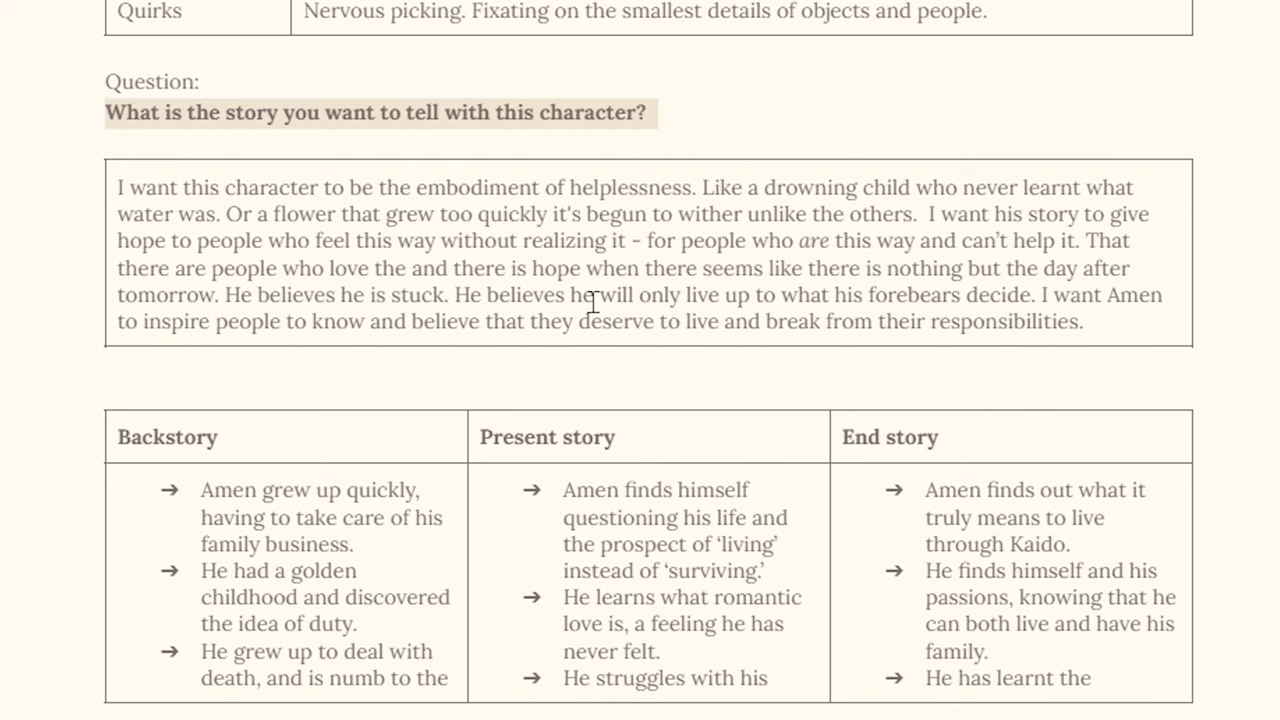 Quirks
Nervous picking. Fixating on the smallest details of objects and people.
Question:
What is the story you want to tell with this character?
I want this character to be the embodiment of helplessness. Like a drowning child who never learnt what
water was. Or a flower that grew too quickly it's begun to wither unlike the others.  I want his story to give
hope to people who feel this way without realizing it - for people who are this way and can’t help it. That
there are people who love the and there is hope when there seems like there is nothing but the day after
tomorrow. He believes he is stuck. He believes he will only live up to what his forebears decide. I want Amen
to inspire people to know and believe that they deserve to live and break from their responsibilities.
Backstory
➔ Amen grew up quickly,
having to take care of his
family business.
➔ He had a golden
childhood and discovered
the idea of duty.
➔ He grew up to deal with
death, and is numb to the
Present story
➔ Amen finds himself
questioning his life and
the prospect of ‘living’
instead of ‘surviving.’
➔ He learns what romantic
love is, a feeling he has
never felt.
➔ He struggles with his
End story
➔ Amen finds out what it
truly means to live
through Kaido.
➔ He finds himself and his
passions, knowing that he
can both live and have his
family.
➔ He has learnt the